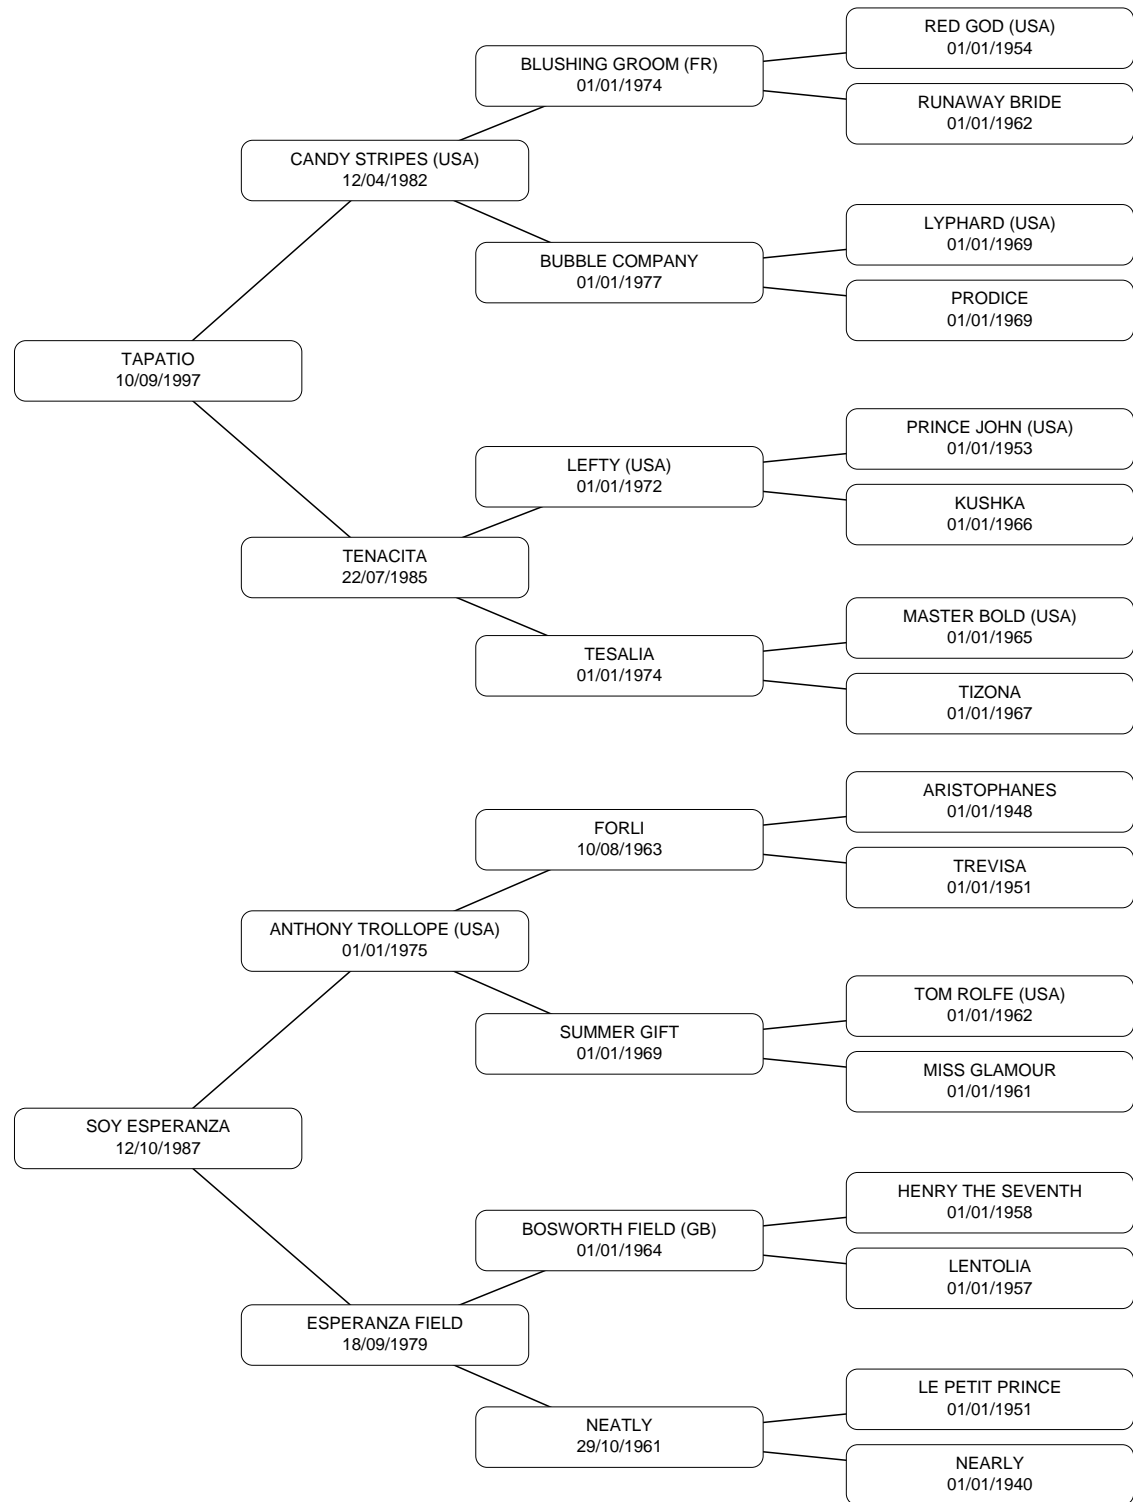 RED GOD (USA)
01/01/1954
BLUSHING GROOM (FR)
01/01/1974
RUNAWAY BRIDE
01/01/1962
CANDY STRIPES (USA)
12/04/1982
LYPHARD (USA)
01/01/1969
BUBBLE COMPANY
01/01/1977
PRODICE
01/01/1969
TAPATIO
10/09/1997
PRINCE JOHN (USA)
01/01/1953
LEFTY (USA)
01/01/1972
KUSHKA
01/01/1966
TENACITA
22/07/1985
MASTER BOLD (USA)
01/01/1965
TESALIA
01/01/1974
TIZONA
01/01/1967
ARISTOPHANES
01/01/1948
FORLI
10/08/1963
TREVISA
01/01/1951
ANTHONY TROLLOPE (USA)
01/01/1975
TOM ROLFE (USA)
01/01/1962
SUMMER GIFT
01/01/1969
MISS GLAMOUR
01/01/1961
SOY ESPERANZA
12/10/1987
HENRY THE SEVENTH
01/01/1958
BOSWORTH FIELD (GB)
01/01/1964
LENTOLIA
01/01/1957
ESPERANZA FIELD
18/09/1979
LE PETIT PRINCE
01/01/1951
NEATLY
29/10/1961
NEARLY
01/01/1940